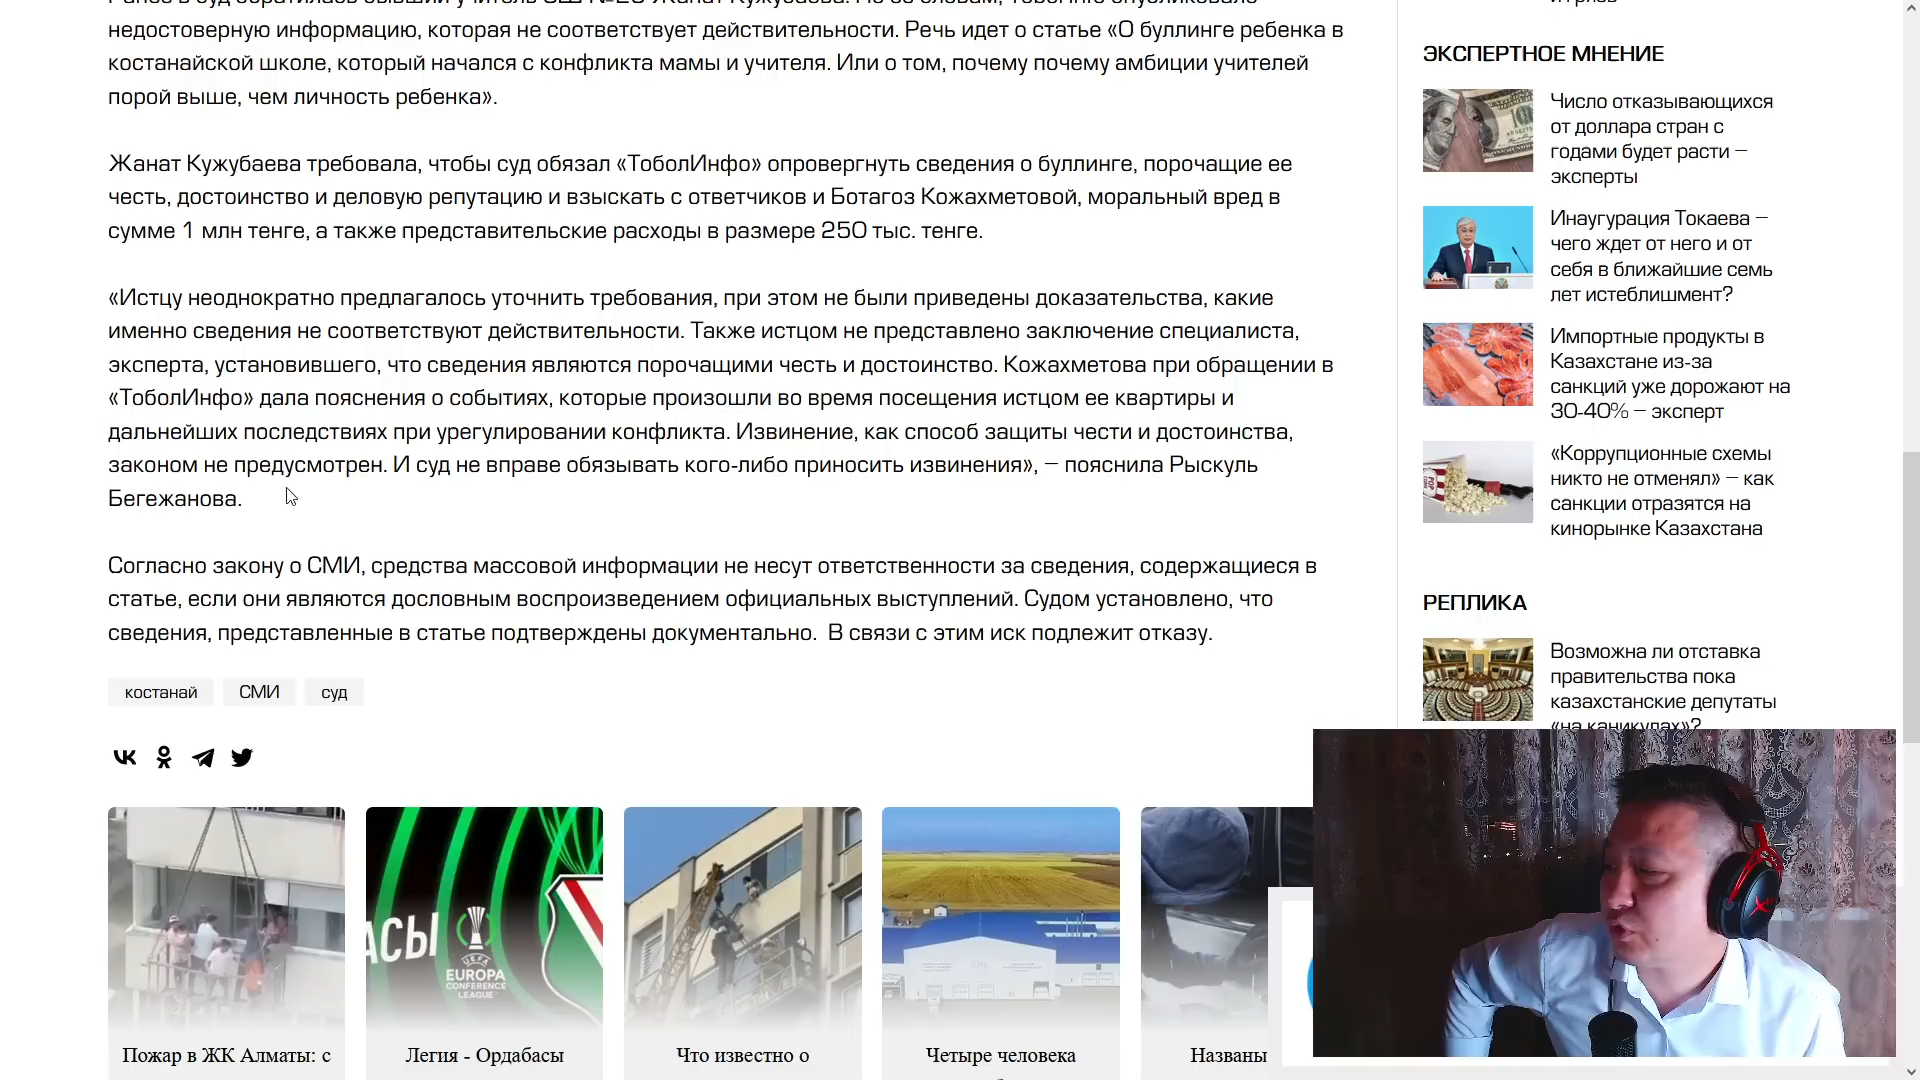 недостоверную информацию, которая не соответствует действительности. Речь идет о статье «О буллинге ребенка в
костанайской школе, который начался с конфликта мамы и учителя. Или о том, почему почему амбиции учителей
порой выше, чем личность ребенка».
Жанат Кужубаева требовала, чтобы суд обязал «ТоболИнфо» опровергнуть сведения о буллинге, порочащие ее
честь, достоинство и деловую репутацию и взыскать с ответчиков и Ботагоз Кожахметовой, моральный вред в
сумме 1 млн тенге, а также представительские расходы в размере 250 тыс. тенге.
«Истцу неоднократно предлагалось уточнить требования, при этом не были приведены доказательства, какие
именно сведения не соответствуют действительности. Также истцом не представлено заключение специалиста,
эксперта, установившего, что сведения являются порочащими честь и достоинство. Кожахметова при обращении в
«ТоболИнфо» дала пояснения о событиях, которые произошли во время посещения истцом ее квартиры и
дальнейших последствиях при урегулировании конфликта. Извинение, как способ защиты чести и достоинства,
законом не предусмотрен. И суд не вправе обязывать кого-либо приносить извинения», – пояснила Рыскуль
Бегежанова.
Согласно закону о СМИ, средства массовой информации не несут ответственности за сведения, содержащиеся в
статье, если они являются дословным воспроизведением официальных выступлений. Судом установлено, что
сведения, представленные в статье подтверждены документально.  В связи с этим иск подлежит отказу.
костанай СМИ суд
АСЫ
UEFA
EUROPA
CONFERENCE
LEAGUE
Пожар в ЖК Алматы: с
Легия - Ордабасы
Что известно о
Четыре человека
Названы
ЭКСПЕРТНОЕ МНЕНИЕ
Число отказывающихся
от доллара стран с
годами будет расти –
эксперты
Инаугурация Токаева –
чего ждет от него и от
себя в ближайшие семь
лет истеблишмент?
Импортные продукты в
Казахстане из-за
санкций уже дорожают на
30-40% – эксперт
«Коррупционные схемы
никто не отменял» – как
санкции отразятся на
кинорынке Казахстана
РЕПЛИКА
Возможна ли отставка
правительства пока
казахстанские депутаты
«на каникулах»?